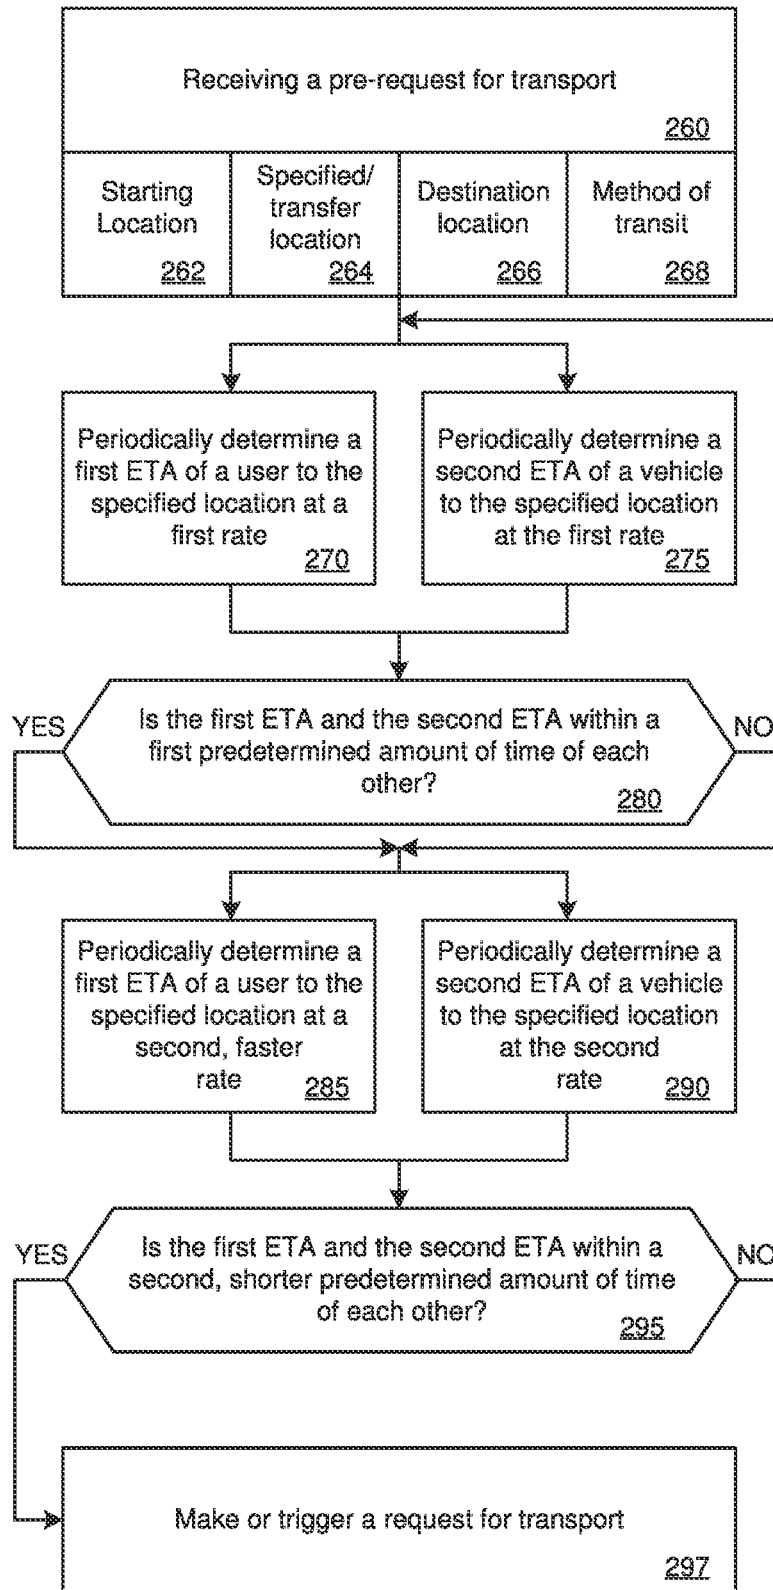 Receiving a pre-request for transport
260
Starting
Location
262
Specified/
transfer
location
264
Destination
location
266
Method of
transit
268
Periodically determine a
first ETA of a user to the
specified location at a
first rate
270
Periodically determine a
second ETA of a vehicle
to the specified location
at the first rate
275
YES
Is the first ETA and the second ETA within a
first predetermined amount of time of each
other?
280
NO
Periodically determine a
first ETA of a user to the
specified location at a
second, faster
rate
285
Periodically determine a
second ETA of a vehicle
to the specified location
at the second
rate
290
YES
Is the first ETA and the second ETA within a
second, shorter predetermined amount of time
of each other?
295
NO
Make or trigger a request for transport
297